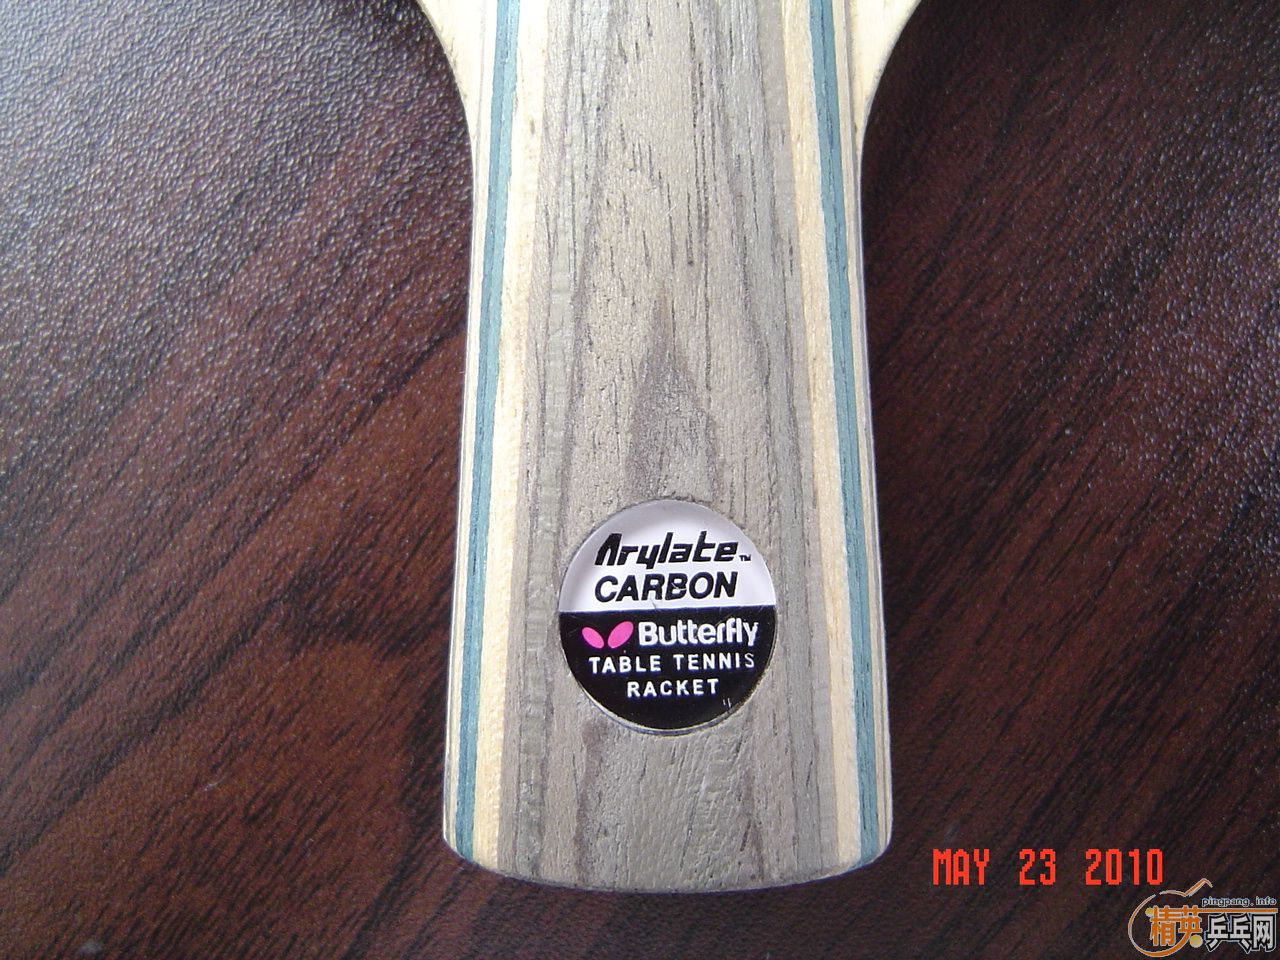 Arylate™
CARBON
Butterfly
TABLE TENNIS
RACKET
MAY 23 2010
pingpang.info
精英乒乓网